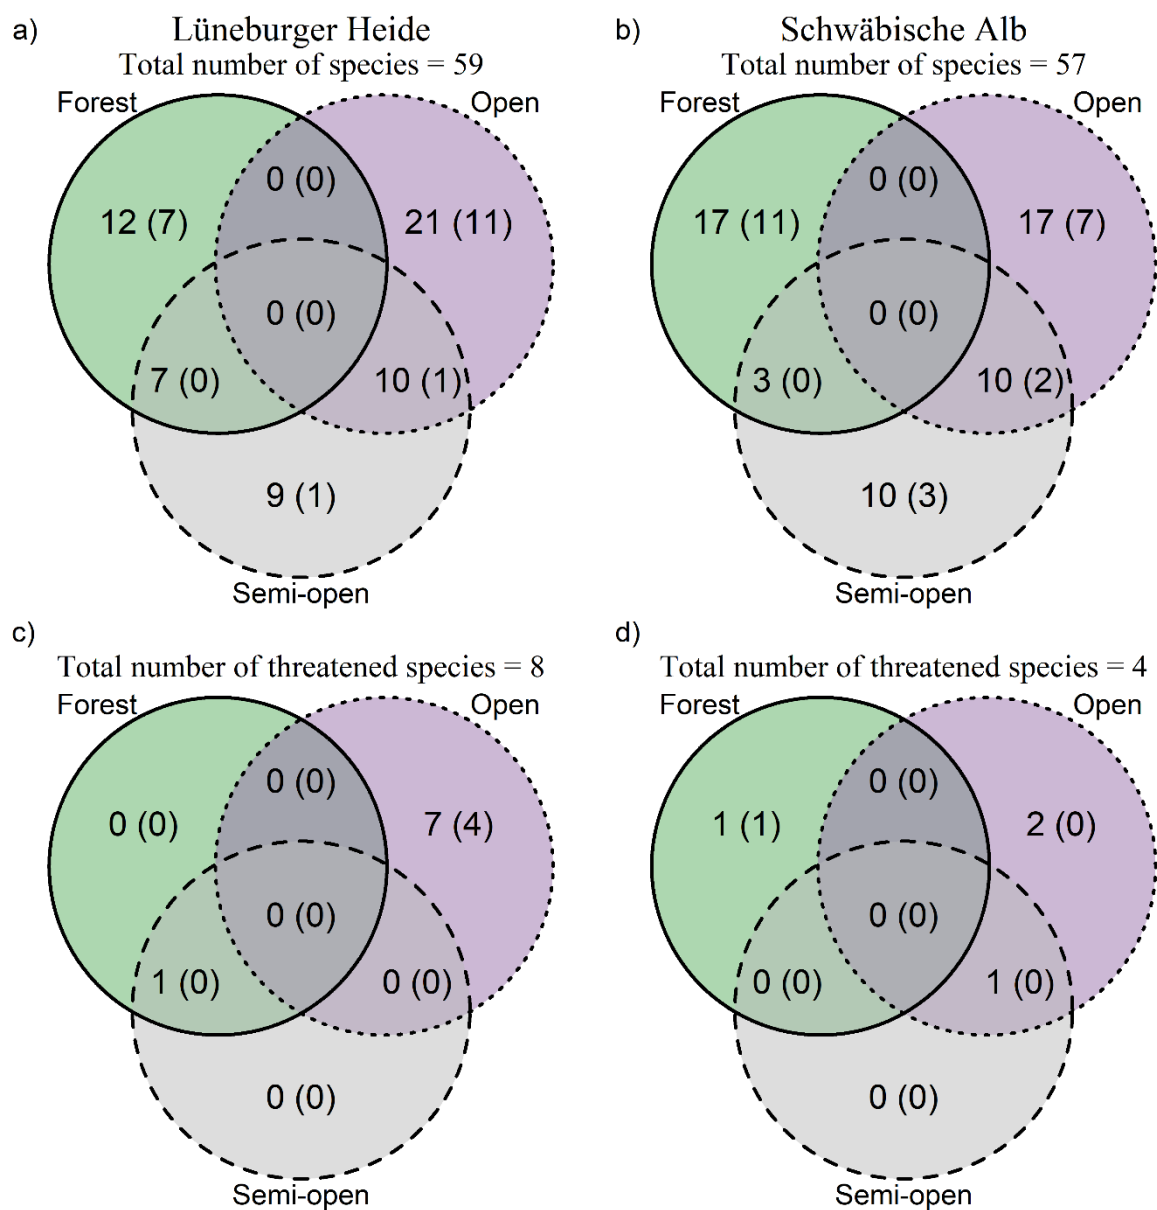 a)
Lüneburger Heide
Total number of species = 59
Forest
Open
0 (0)
12 (7)
21 (11)
0 (0)
7 (0)
10 (1)
9 (1)
Semi-open
b)
Schwäbische Alb
Total number of species = 57
Forest
Open
0 (0)
17 (11)
17 (7)
0 (0)
3 (0)
10 (2)
10 (3)
Semi-open
c)
Total number of threatened species = 8
Forest
Open
0 (0)
0 (0)
7 (4)
0 (0)
1 (0)
0 (0)
0 (0)
Semi-open
d)
Total number of threatened species = 4
Forest
Open
0 (0)
1 (1)
2 (0)
0 (0)
0 (0)
1 (0)
0 (0)
Semi-open